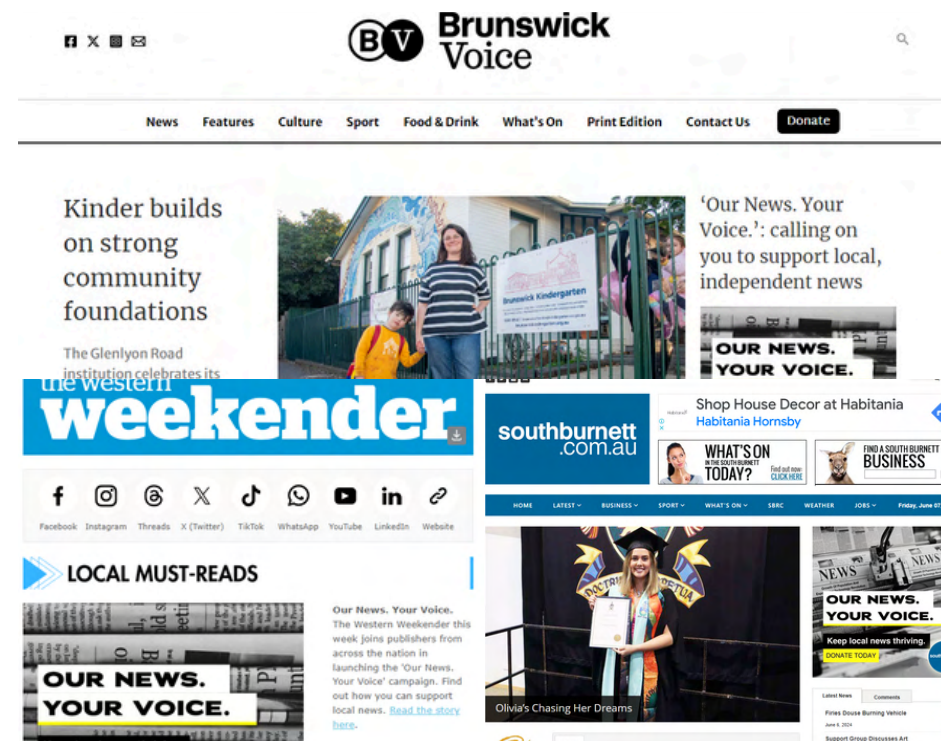 BV Brunswick
Voice
News Features Culture Sport Food & Drink What's On Print Edition Contact Us Donate
Kinder builds
on strong
community
foundations
The Glenlyon Road
institution celebrates its
Brunswick Kindergarten
'Our News. Your
Voice.': calling on
you to support local,
independent news
OUR NEWS.
YOUR VOICE.
the western
weekender
Facebook Instagram Threads X (Twitter) TikTok WhatsApp YouTube LinkedIn Website
LOCAL MUST-READS
OUR NEWS.
YOUR VOICE.
Our News. Your Voice.
The Western Weekender this
week joins publishers from
across the nation in
launching the 'Our News.
Your Voice' campaign. Find
out how you can support
local news. Read the story
here.
southburnett
.com.au
Shop House Decor at Habitania
Habitania Hornsby
WHAT'S ON
IN THE SOUTH BURNETT
TODAY?
Find out now
CLICK HERE
FIND A SOUTH BURNETT
BUSINESS
HOME LATEST BUSINESS SPORT WHAT'S ON SBRC WEATHER JOBS Friday, June 07
Olivia's Chasing Her Dreams
NEWS
NEWS
OUR NEWS.
YOUR VOICE.
Keep local news thriving.
DONATE TODAY
Latest News Comments
Pines Douse Burning Vehicle
June 6, 2024
Support Group Discusses Art